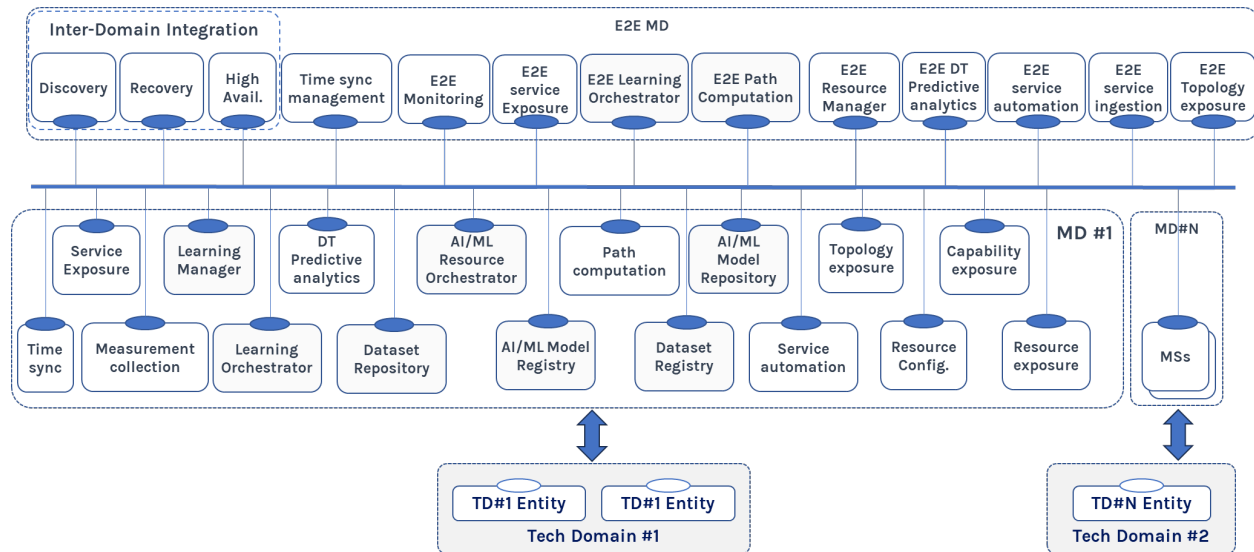 Inter-Domain Integration
E2E MD
Discovery
Recovery
High
Avail.
Time sync
management
E2E
Monitoring
E2E
service
Exposure
E2E Learning
Orchestrator
E2E Path
Computation
E2E
Resource
Manager
E2E DT
Predictive
analytics
E2E
service
automation
E2E
service
ingestion
E2E
Topology
exposure
MD #1
Service
Exposure
Learning
Manager
DT
Predictive
analytics
AI/ML
Resource
Orchestrator
Path
computation
AI/ML
Model
Repository
Topology
exposure
Capability
exposure
MD#N
Time
sync
Measurement
collection
Learning
Orchestrator
Dataset
Repository
AI/ML Model
Registry
Dataset
Registry
Service
automation
Resource
Config.
Resource
exposure
MSs
TD#1 Entity
TD#1 Entity
Tech Domain #1
TD#N Entity
Tech Domain #2